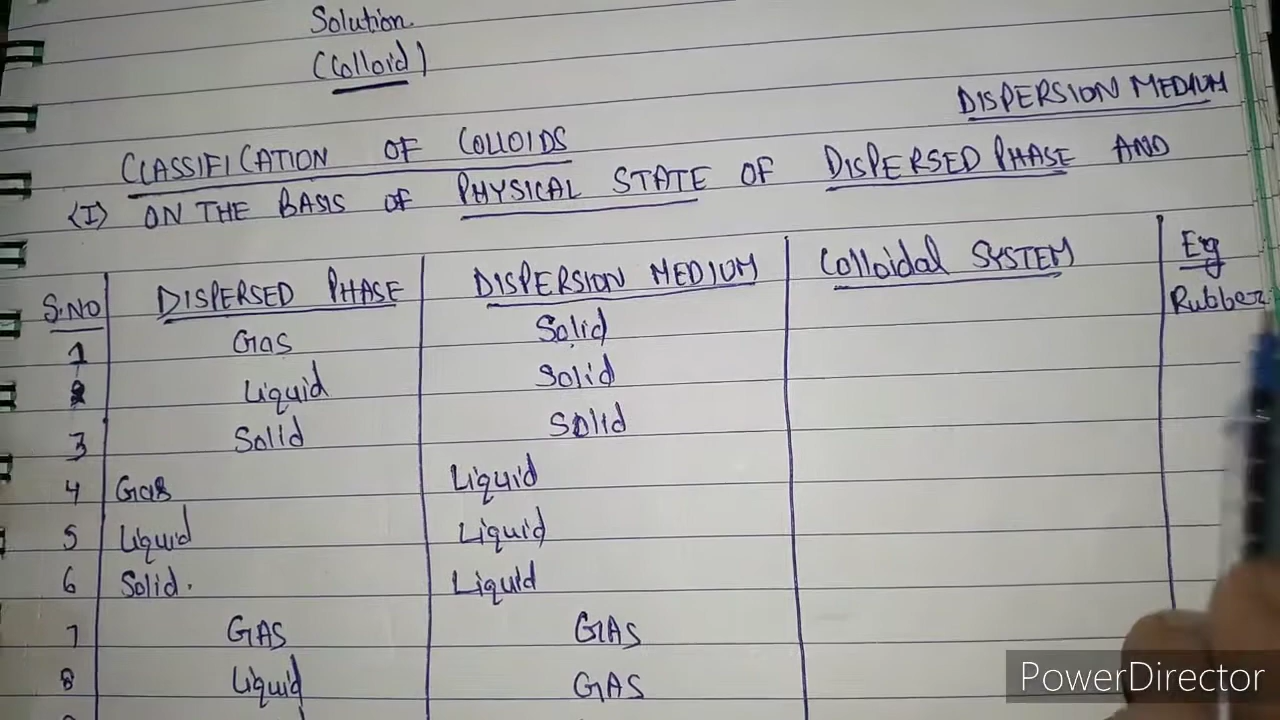 Solution.
(Colloid)
DISPERSION MEDIUM
CLASSIFICATION OF COLLOIDS
(I) ON THE BASIS OF PHYSICAL STATE OF DISPERSED PHASE AND
S.NO DISPERSED PHASE DISPERSION MEDIUM Colloidal SYSTEM Eg
1 Gas Solid Rubber
2 Liquid Solid
3 Solid Solid
4 Gas Liquid
5 Liquid Liquid
6 Solid. Liquid
7 GAS GAS
8 Liquid GAS
PowerDirector